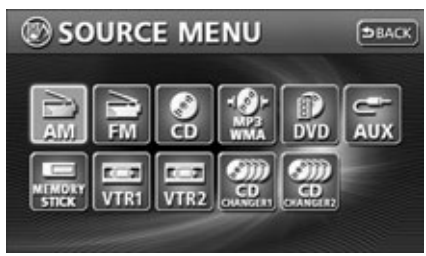 SOURCE MENU
BACK
AM
FM
CD
MP3
WMA
DVD
AUX
MEMORY
STICK
VTR1
VTR2
CD
CHANGER1
CD
CHANGER2